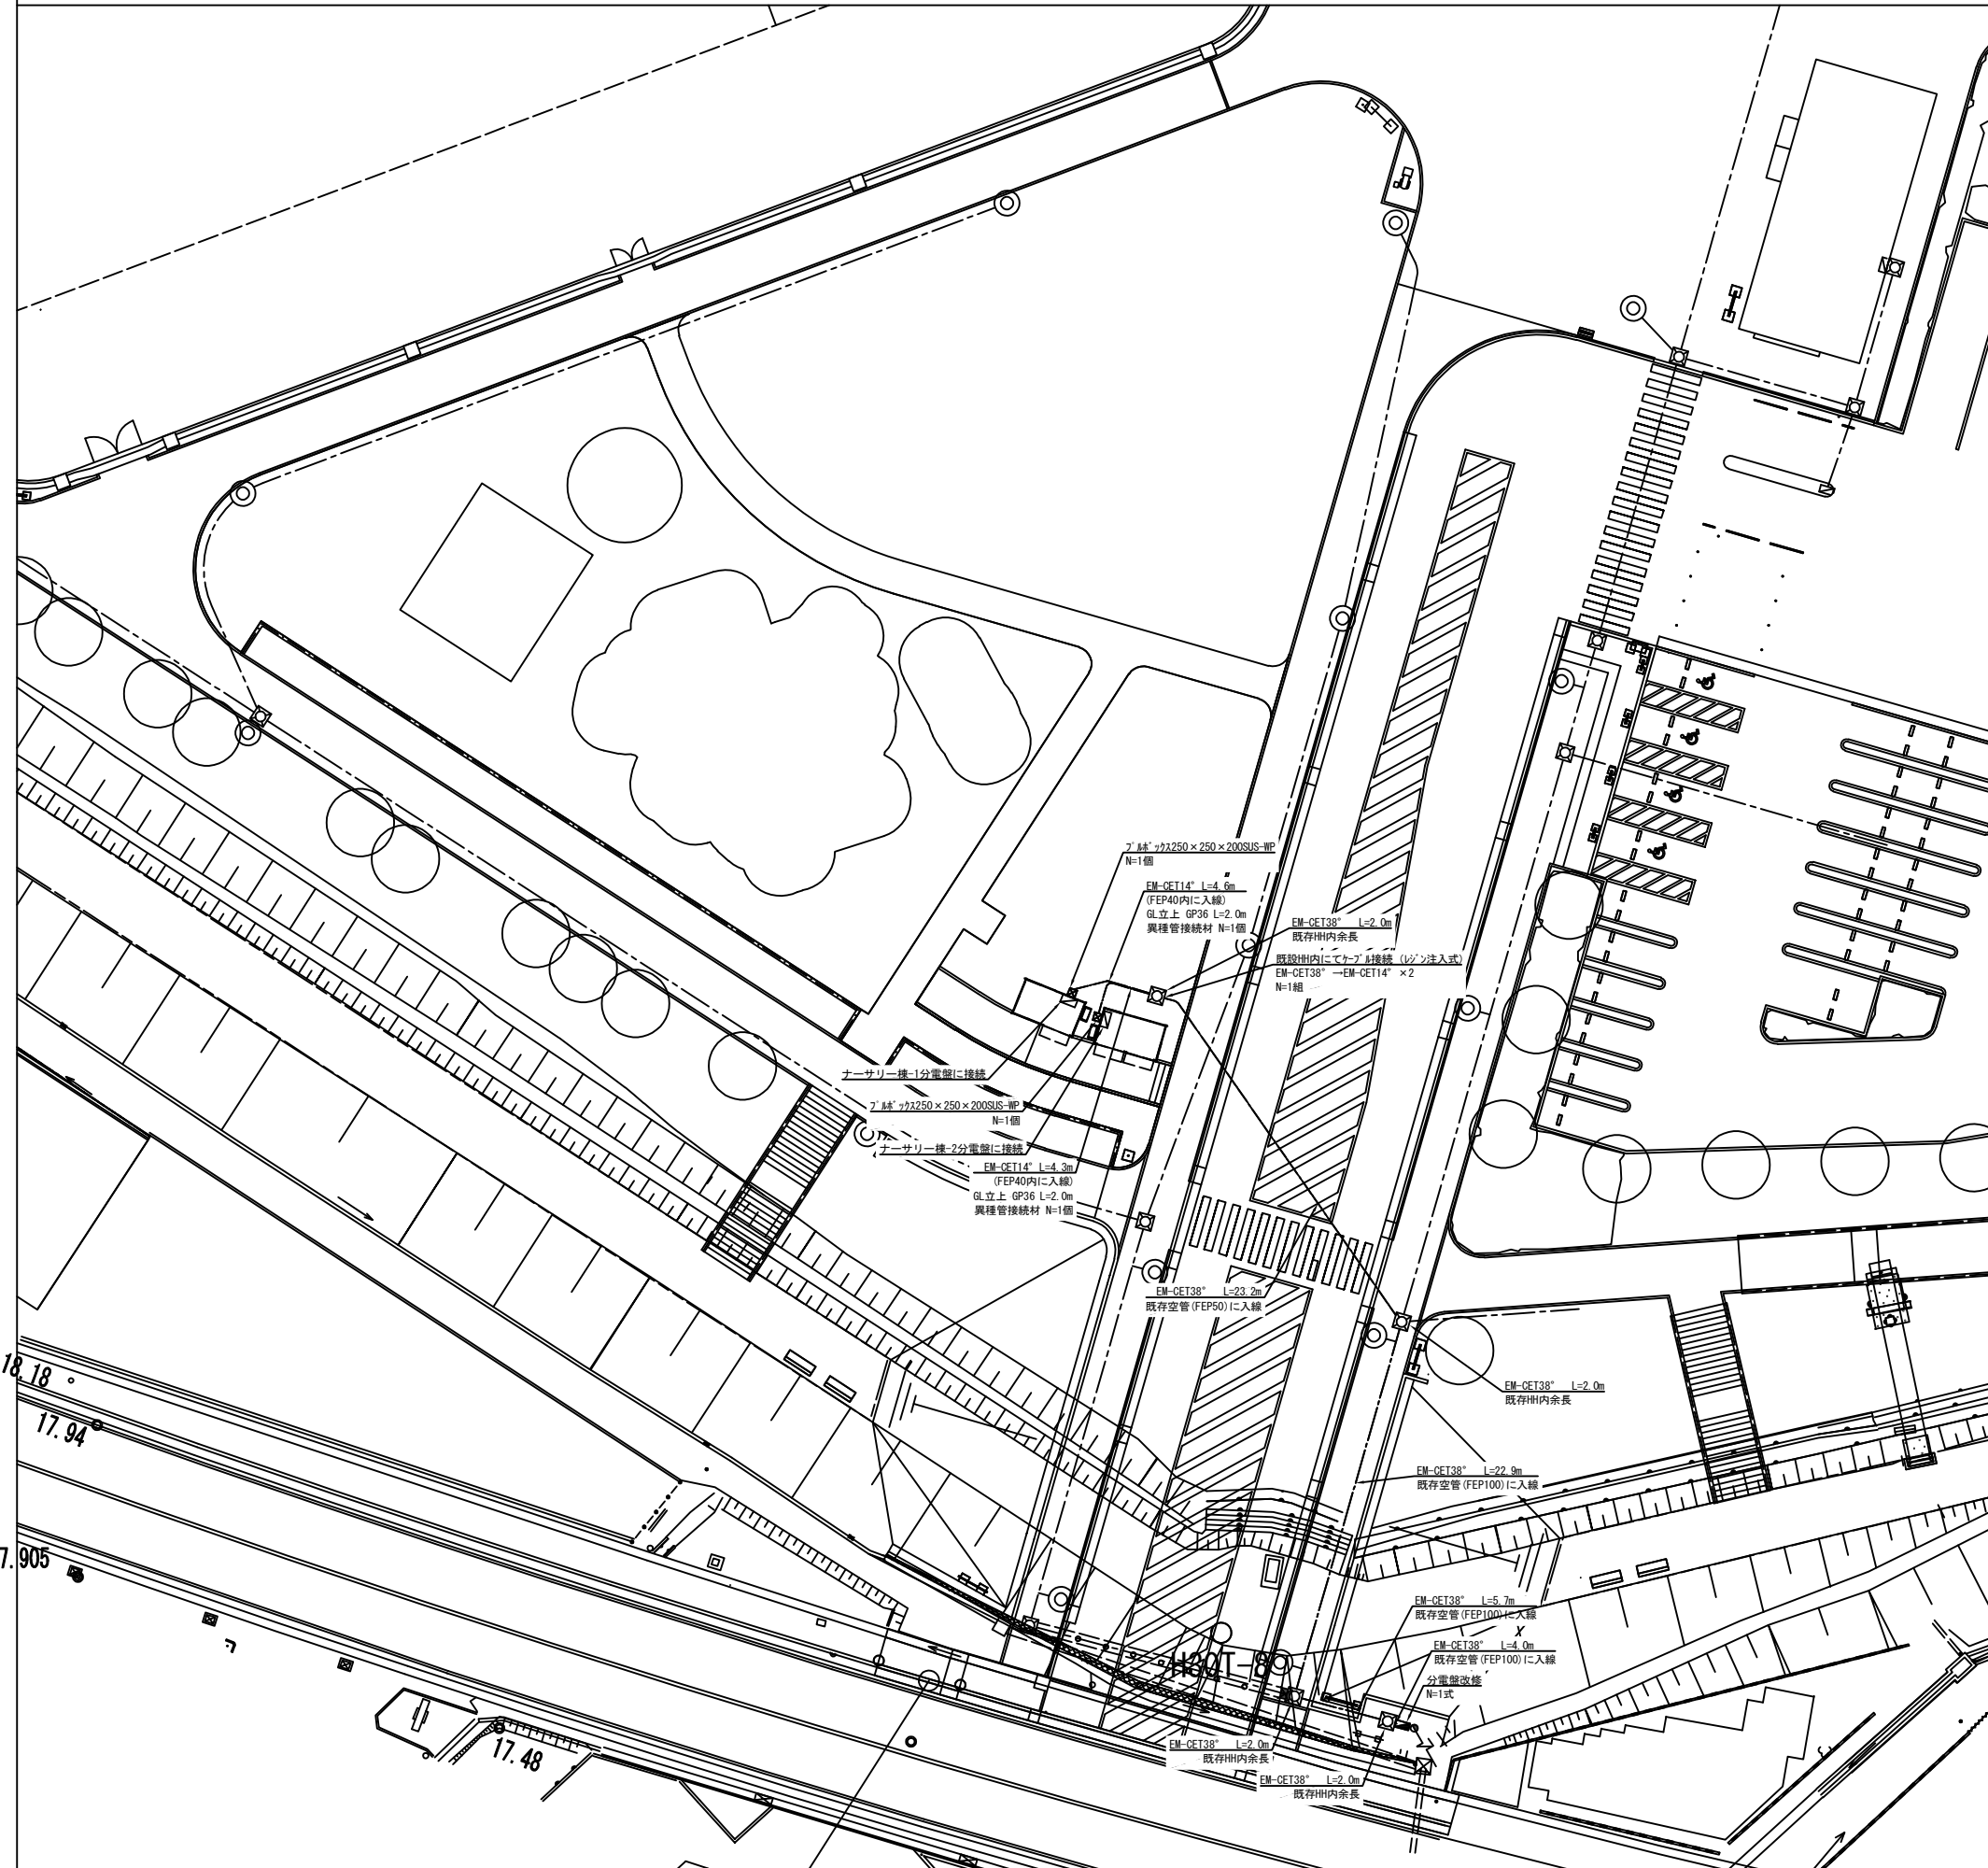 ﾌﾟﾙﾎﾞｯｸｽ250×250×200SUS-WP
N=1個
EM-CET14° L=4.6m
(FEP40内に入線)
GL立上 GP36 L=2.0m
異種管接続材 N=1個
EM-CET38° L=2.0m
既存HH内余長
既設HH内にてｹｰﾌﾞﾙ接続 (ﾚｼﾞﾝ注入式)
EM-CET38° →EM-CET14° ×2
N=1組
ナーサリー棟-1分電盤に接続
ﾌﾟﾙﾎﾞｯｸｽ250×250×200SUS-WP
N=1個
ナーサリー棟-2分電盤に接続
EM-CET14° L=4.3m
(FEP40内に入線)
GL立上 GP36 L=2.0m
異種管接続材 N=1個
EM-CET38° L=23.2m
既存空管(FEP50)に入線
EM-CET38° L=2.0m
既存HH内余長
18.18
17.94
EM-CET38° L=22.9m
既存空管(FEP100)に入線
7.905
EM-CET38° L=5.7m
既存空管(FEP100)に入線
EM-CET38° L=4.0m
既存空管(FEP100)に入線
分電盤改修
N=1式
H30T-8
17.48
EM-CET38° L=2.0m
既存HH内余長
EM-CET38° L=2.0m
既存HH内余長